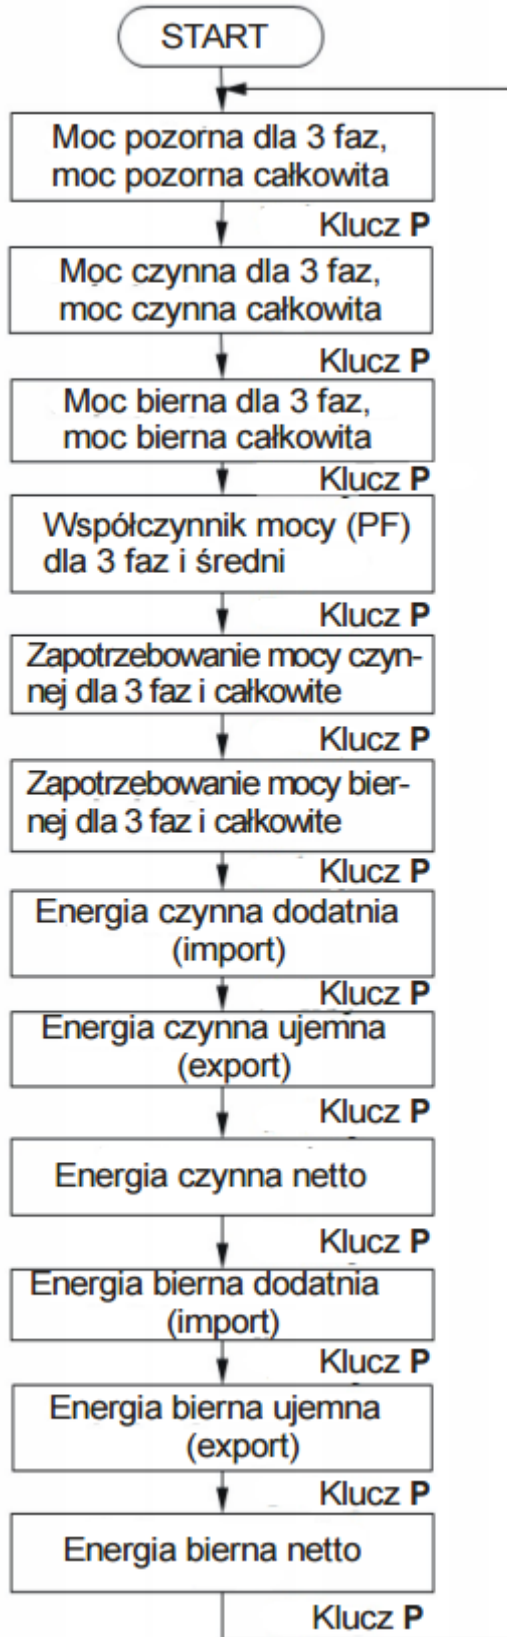 START
Moc pozorna dla 3 faz,
moc pozorna całkowita
Klucz P
Moc czynna dla 3 faz,
moc czynna całkowita
Klucz P
Moc bierna dla 3 faz,
moc bierna całkowita
Klucz P
Współczynnik mocy (PF)
dla 3 faz i średni
Klucz P
Zapotrzebowanie mocy czyn-
nej dla 3 faz i całkowite
Klucz P
Zapotrzebowanie mocy bier-
nej dla 3 faz i całkowite
Klucz P
Energia czynna dodatnia
(import)
Klucz P
Energia czynna ujemna
(export)
Klucz P
Energia czynna netto
Klucz P
Energia bierna dodatnia
(import)
Klucz P
Energia bierna ujemna
(export)
Klucz P
Energia bierna netto
Klucz P